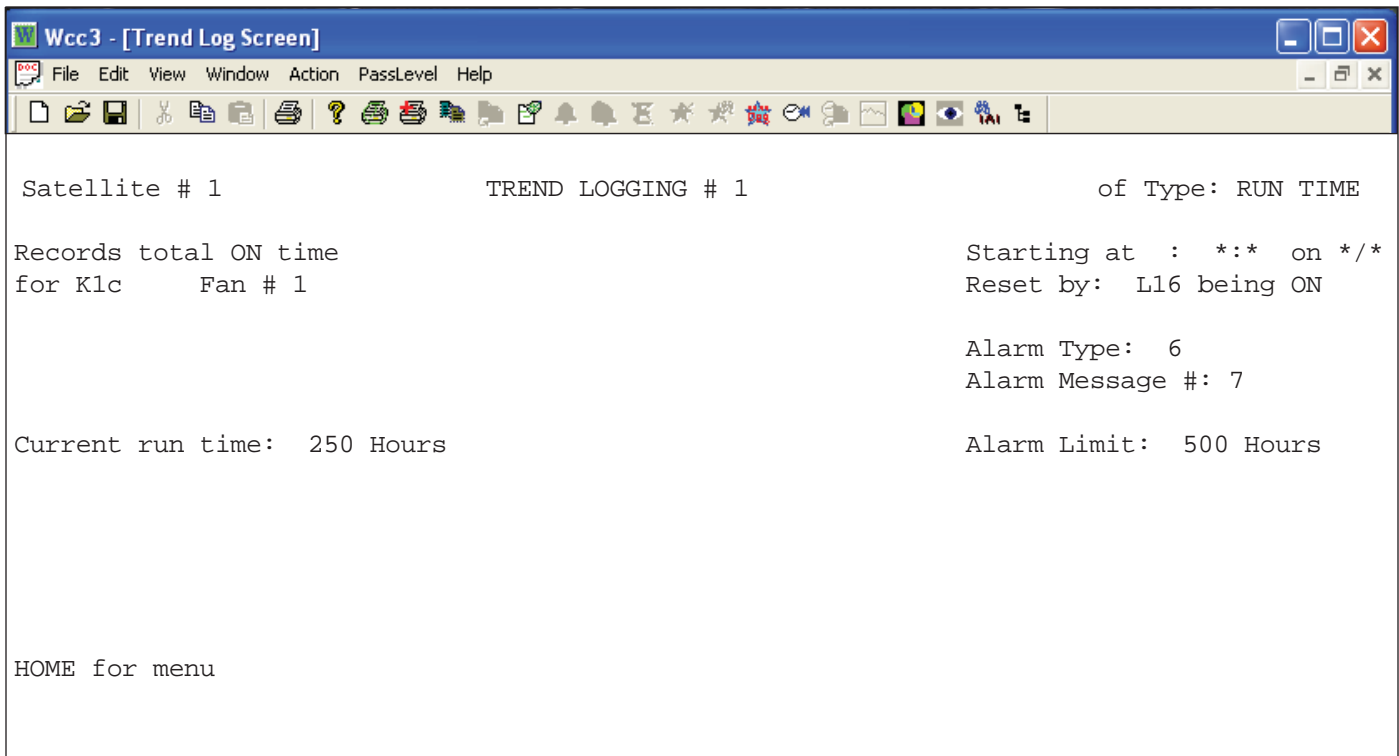 Wcc3 - [Trend Log Screen]
File Edit View Window Action PassLevel Help
Satellite # 1 TREND LOGGING # 1 of Type: RUN TIME
Records total ON time Starting at : *:* on */*
for K1c Fan # 1 Reset by: L16 being ON
Alarm Type: 6
Alarm Message #: 7
Current run time: 250 Hours Alarm Limit: 500 Hours
HOME for menu